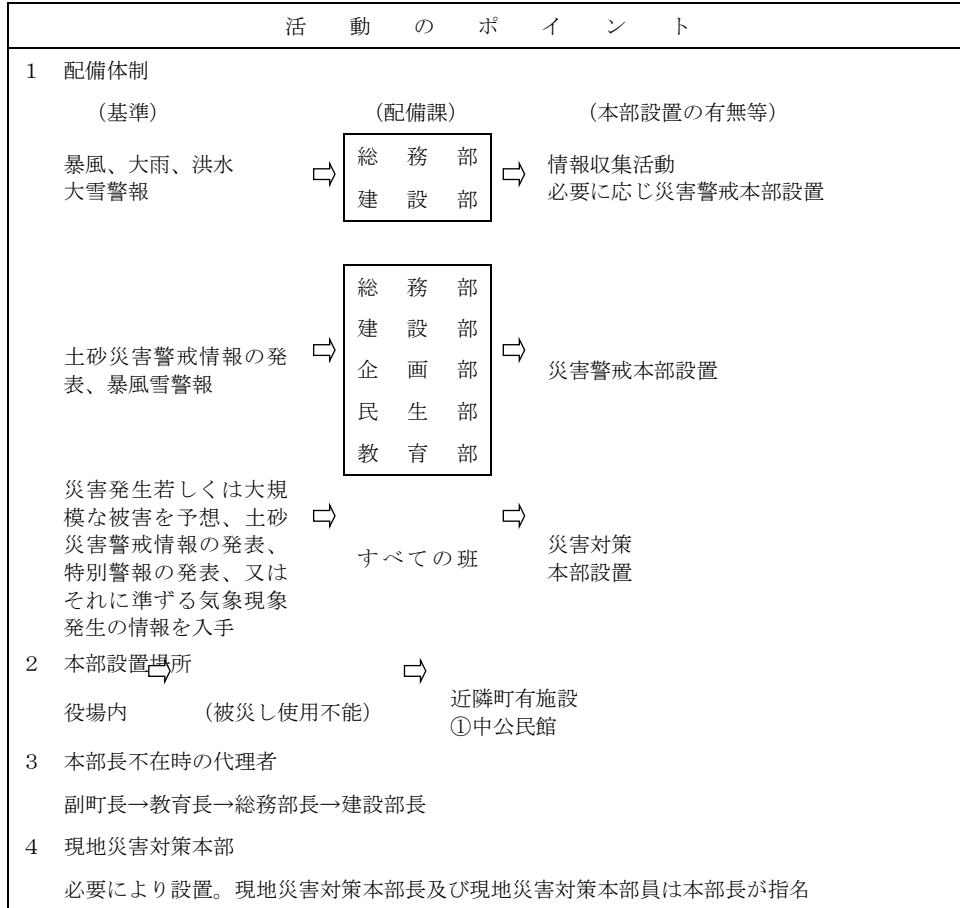 活動のポイント
１ 配備体制
（基準） （配備課） （本部設置の有無等）
暴風、大雨、洪水
大雪警報
⇨
総務部
建設部
⇨
情報収集活動
必要に応じ災害警戒本部設置
土砂災害警戒情報の発
表、暴風雪警報
⇨
総務部
建設部
企画部
民生部
教育部
⇨
災害警戒本部設置
災害発生若しくは大規
模な被害を予想、土砂
災害警戒情報の発表、
特別警報の発表、又は
それに準ずる気象現象
発生の情報を入手
⇨
すべての班
⇨
災害対策
本部設置
２ 本部設置場所
役場内 ⇨ （被災し使用不能） ⇨
近隣町有施設
①中公民館
３ 本部長不在時の代理者
副町長→教育長→総務部長→建設部長
４ 現地災害対策本部
必要により設置。現地災害対策本部長及び現地災害対策本部員は本部長が指名